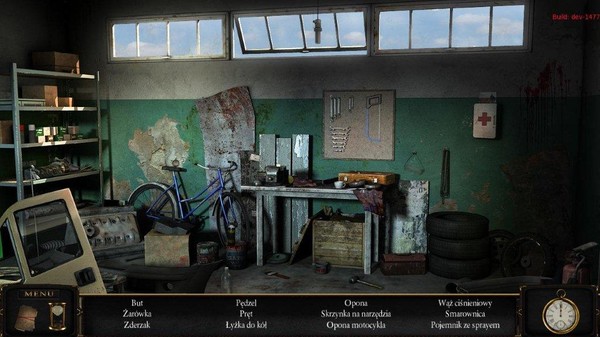 Build: dev-1477
MENU
But Pędzel Opona Wąż ciśnieniowy
Żarówka Pręt Skrzynka na narzędzia Smarownica
Zderzak Łyżka do kół Opona motocykla Pojemnik ze sprayem